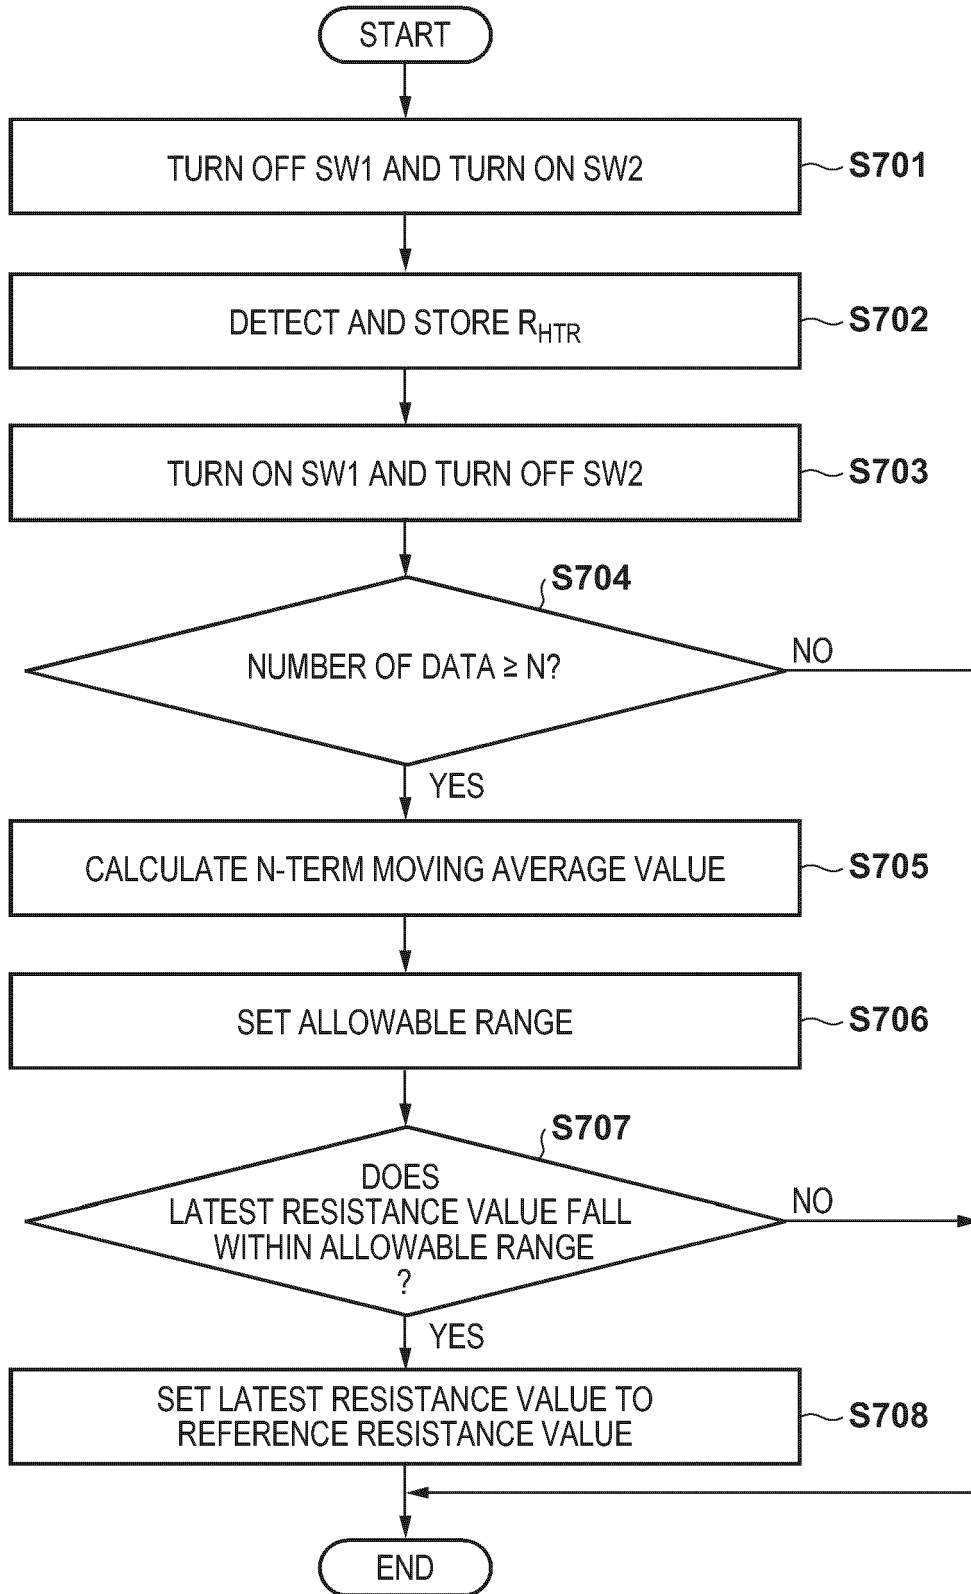 START
TURN OFF SW1 AND TURN ON SW2
S701
DETECT AND STORE RHTR
S702
TURN ON SW1 AND TURN OFF SW2
S703
S704
NUMBER OF DATA ≥ N?
NO
YES
CALCULATE N-TERM MOVING AVERAGE VALUE
S705
SET ALLOWABLE RANGE
S706
S707
DOES
LATEST RESISTANCE VALUE FALL
WITHIN ALLOWABLE RANGE
?
NO
YES
SET LATEST RESISTANCE VALUE TO
REFERENCE RESISTANCE VALUE
S708
END